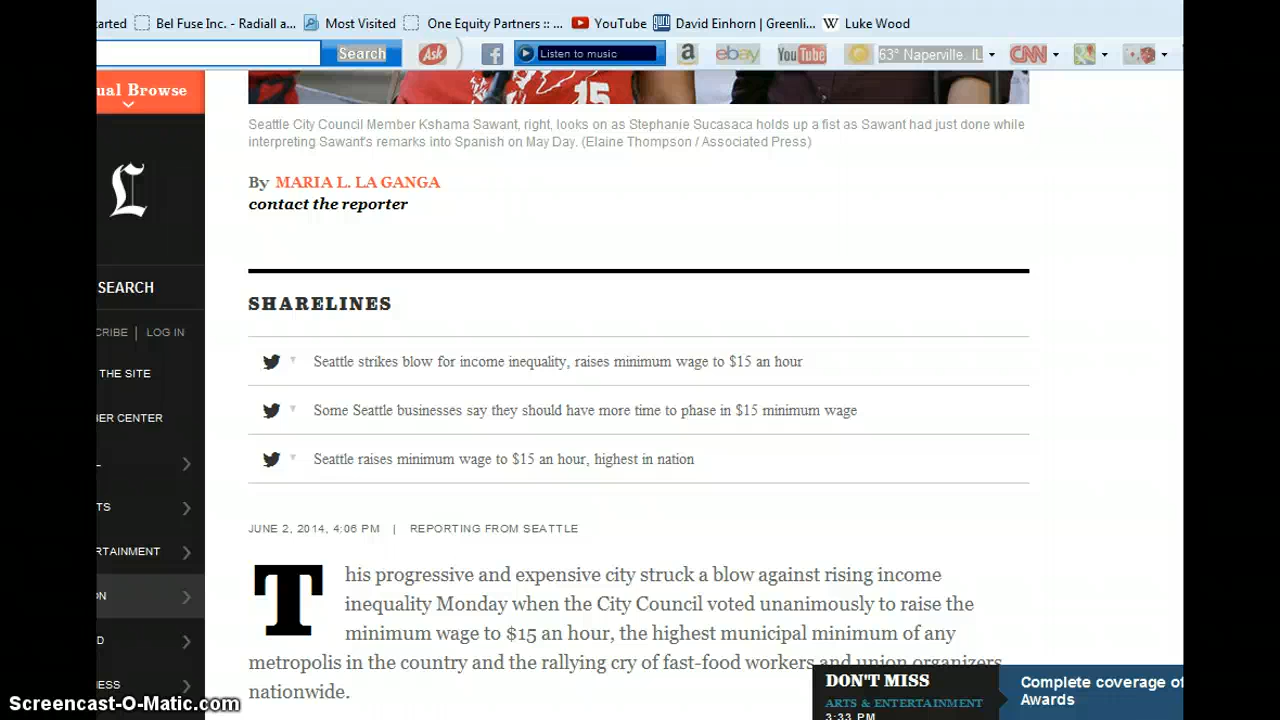 arted
Bel Fuse Inc. - Radiall a...
Most Visited
One Equity Partners :: ...
YouTube
David Einhorn | Greenli...
W Luke Wood
Search
Ask
Listen to music
a
ebay
YouTube
63° Naperville, IL
CNN
ual Browse
15
Seattle City Council Member Kshama Sawant, right, looks on as Stephanie Sucasaca holds up a fist as Sawant had just done while
interpreting Sawant's remarks into Spanish on May Day. (Elaine Thompson / Associated Press)
By MARIA L. LA GANGA
contact the reporter
L
SEARCH
CRIBE | LOG IN
THE SITE
HER CENTER
L
TS
RTAINMENT
ON
D
ESS
SHARELINES
Seattle strikes blow for income inequality, raises minimum wage to $15 an hour
Some Seattle businesses say they should have more time to phase in $15 minimum wage
Seattle raises minimum wage to $15 an hour, highest in nation
JUNE 2, 2014, 4:06 PM | REPORTING FROM SEATTLE
This progressive and expensive city struck a blow against rising income
inequality Monday when the City Council voted unanimously to raise the
minimum wage to $15 an hour, the highest municipal minimum of any
metropolis in the country and the rallying cry of fast-food workers and union organizers
nationwide.
DON'T MISS
ARTS & ENTERTAINMENT
3:33 PM
Complete coverage of
Awards
Screencast-O-Matic.com